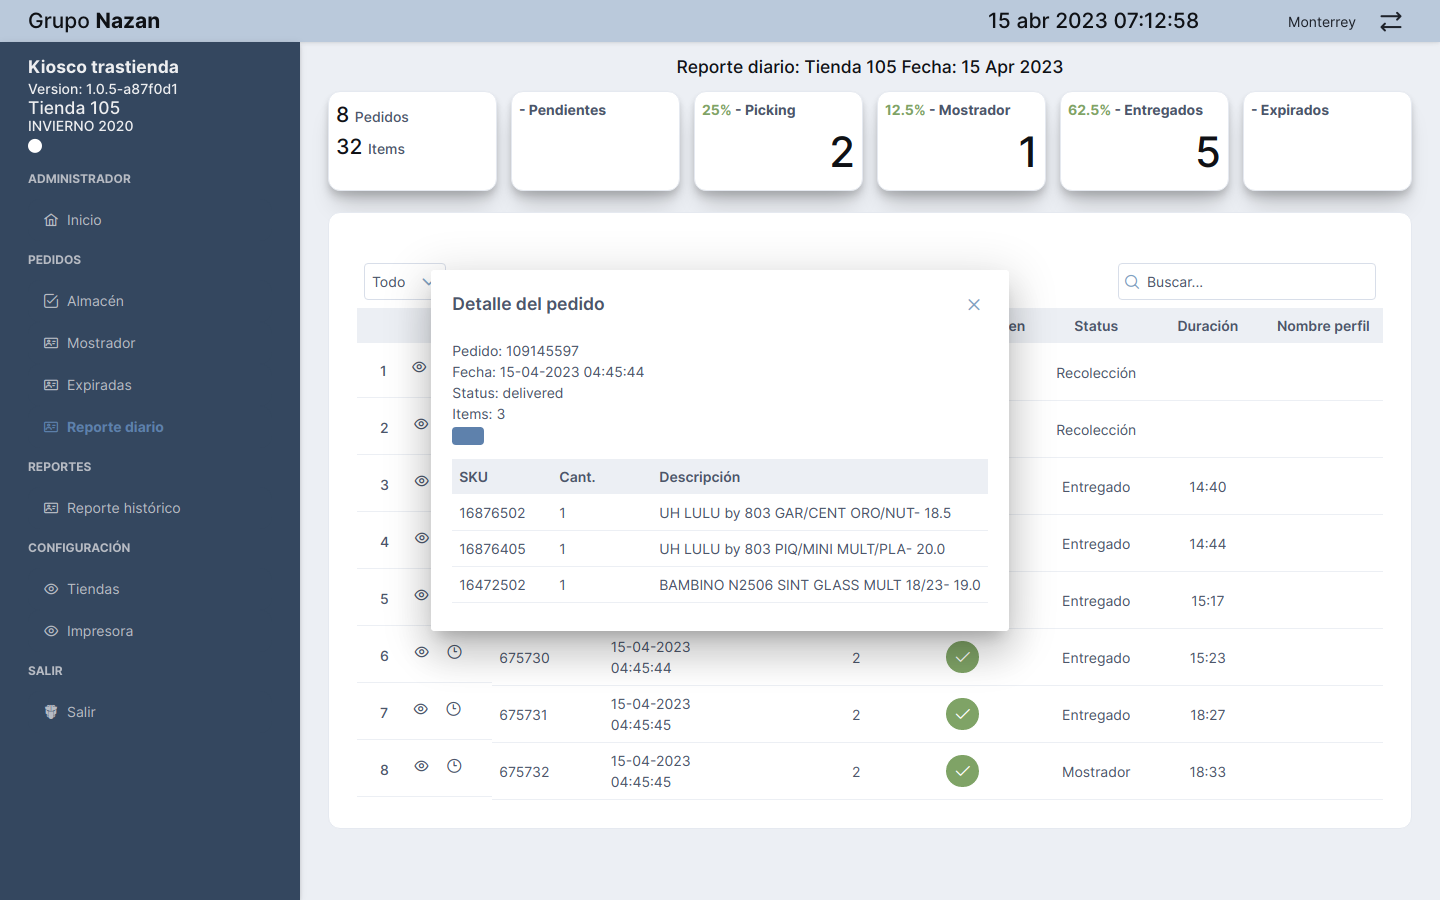 Grupo Nazan
15 abr 2023 07:12:58
Monterrey
Kiosco trastienda
Version: 1.0.5-a87f0d1
Tienda 105
INVIERNO 2020
ADMINISTRADOR
Inicio
PEDIDOS
Almacén
Mostrador
Expiradas
Reporte diario
REPORTES
Reporte histórico
CONFIGURACIÓN
Tiendas
Impresora
SALIR
Salir
Reporte diario: Tienda 105 Fecha: 15 Apr 2023
8 Pedidos
32 Items
- Pendientes
25% - Picking
2
12.5% - Mostrador
1
62.5% - Entregados
5
- Expirados
Todo
Buscar...
en Status Duración Nombre perfil
1 Recolección
2 Recolección
3 Entregado 14:40
4 Entregado 14:44
5 Entregado 15:17
6 675730 15-04-2023 04:45:44 2 Entregado 15:23
7 675731 15-04-2023 04:45:45 2 Entregado 18:27
8 675732 15-04-2023 04:45:45 2 Mostrador 18:33
Detalle del pedido
Pedido: 109145597
Fecha: 15-04-2023 04:45:44
Status: delivered
Items: 3
SKU Cant. Descripción
16876502 1 UH LULU by 803 GAR/CENT ORO/NUT- 18.5
16876405 1 UH LULU by 803 PIQ/MINI MULT/PLA- 20.0
16472502 1 BAMBINO N2506 SINT GLASS MULT 18/23- 19.0